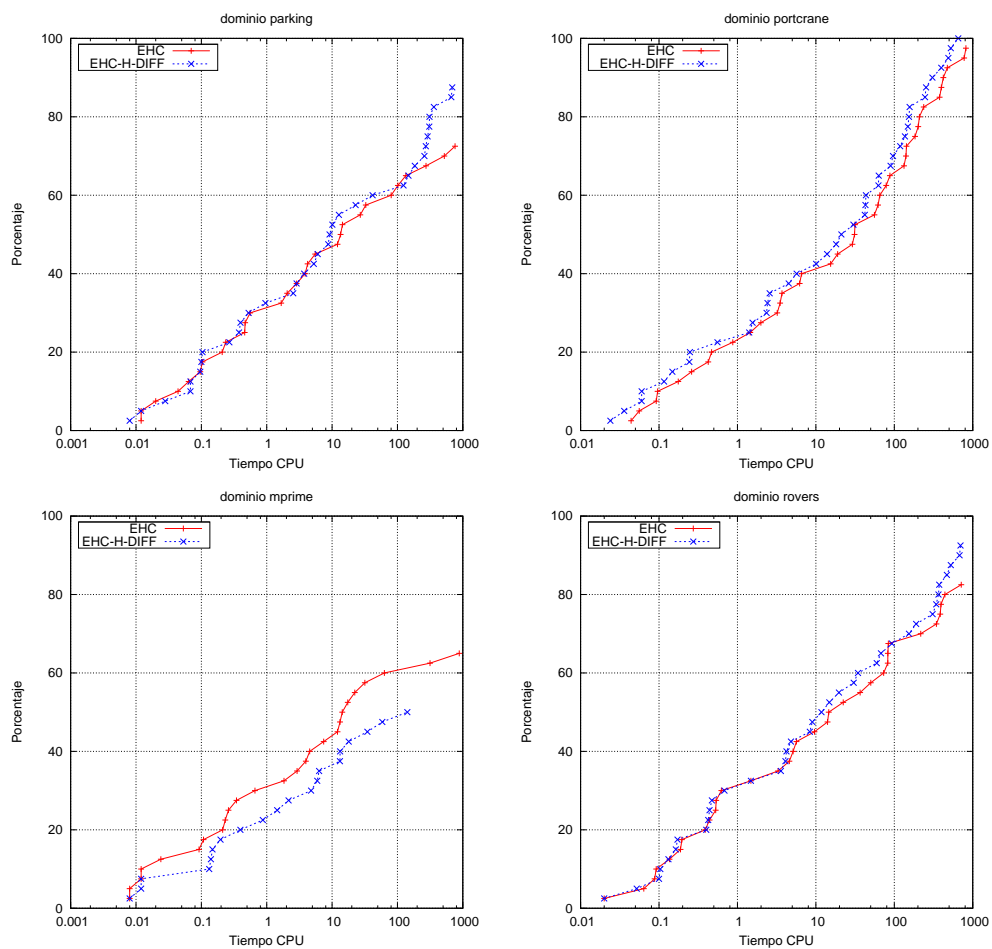 dominio parking
100
80
60
40
20
0
0.001 0.01 0.1 1 10 100 1000
Porcentaje
Tiempo CPU
EHC
EHC-H-DIFF
dominio portcrane
100
80
60
40
20
0
0.01 0.1 1 10 100 1000
Porcentaje
Tiempo CPU
EHC
EHC-H-DIFF
dominio mprime
100
80
60
40
20
0
0.001 0.01 0.1 1 10 100 1000
Porcentaje
Tiempo CPU
EHC
EHC-H-DIFF
dominio rovers
100
80
60
40
20
0
0.01 0.1 1 10 100 1000
Porcentaje
Tiempo CPU
EHC
EHC-H-DIFF